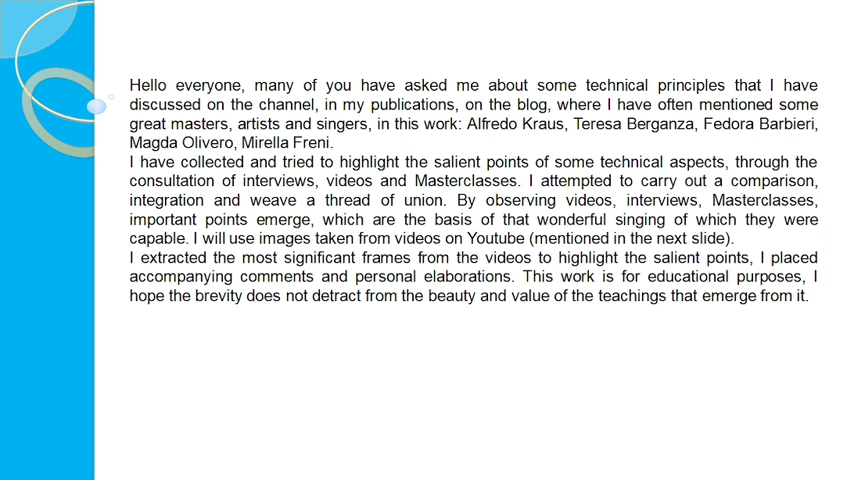 Hello everyone, many of you have asked me about some technical principles that I have
discussed on the channel, in my publications, on the blog, where I have often mentioned some
great masters, artists and singers, in this work: Alfredo Kraus, Teresa Berganza, Fedora Barbieri,
Magda Olivero, Mirella Freni.
I have collected and tried to highlight the salient points of some technical aspects, through the
consultation of interviews, videos and Masterclasses. I attempted to carry out a comparison,
integration and weave a thread of union. By observing videos, interviews, Masterclasses,
important points emerge, which are the basis of that wonderful singing of which they were
capable. I will use images taken from videos on Youtube (mentioned in the next slide).
I extracted the most significant frames from the videos to highlight the salient points, I placed
accompanying comments and personal elaborations. This work is for educational purposes, I
hope the brevity does not detract from the beauty and value of the teachings that emerge from it.